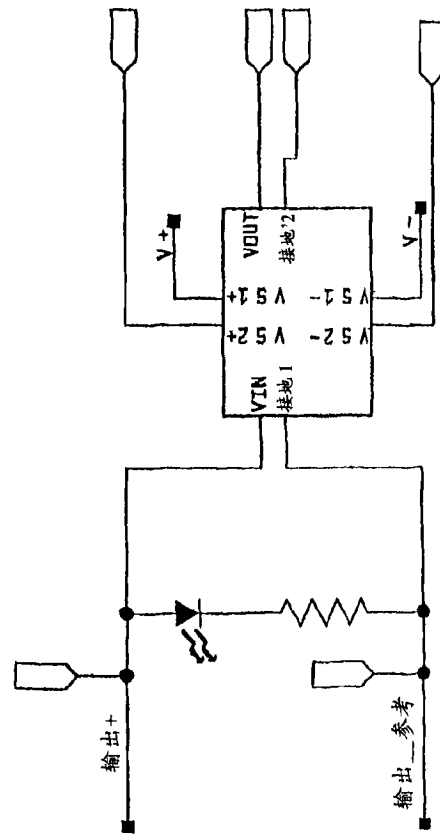 V+
V-
VOUT
接地'2
VS1+
VS1-
VS2+
VS2-
VIN
接地1
输出+
输出__参考